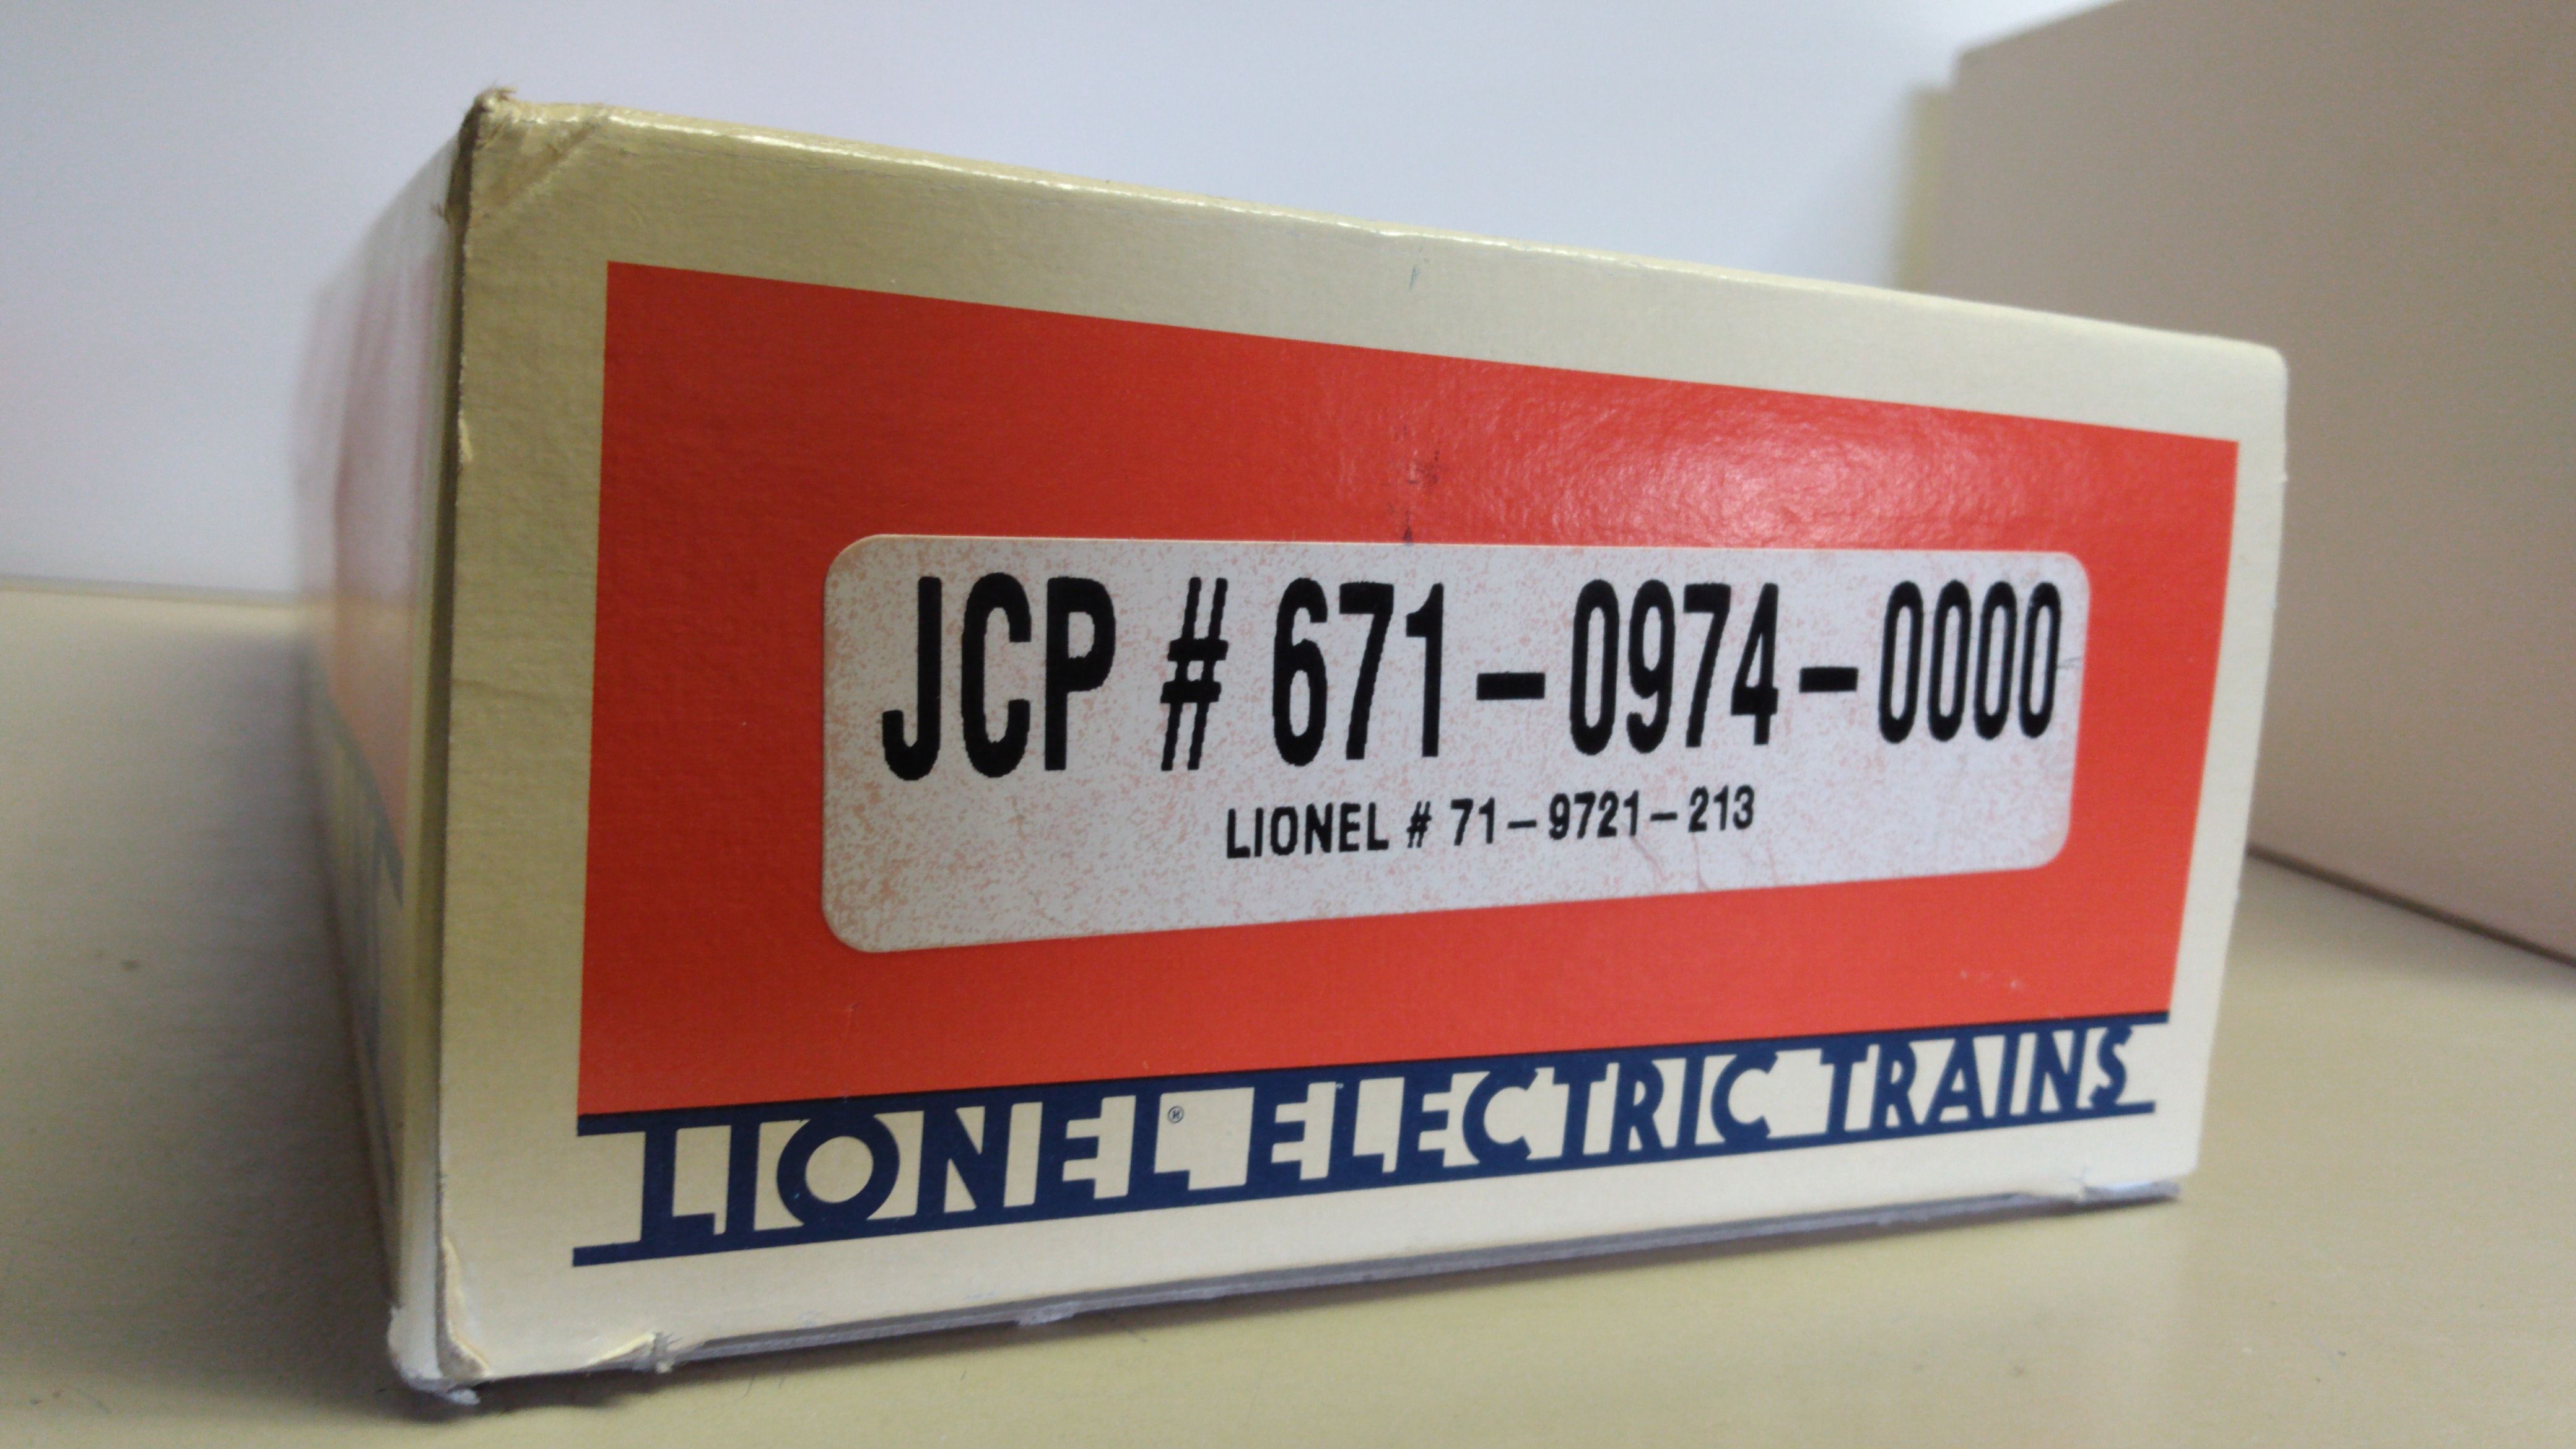 JCP # 671-0974-0000
LIONEL # 71-9721-213
LIONEL® ELECTRIC TRAINS